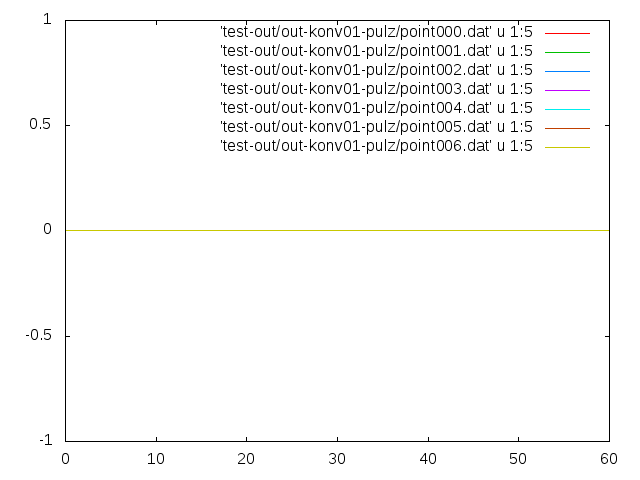 1
'test-out/out-konv01-pulz/point000.dat' u 1:5
'test-out/out-konv01-pulz/point001.dat' u 1:5
'test-out/out-konv01-pulz/point002.dat' u 1:5
'test-out/out-konv01-pulz/point003.dat' u 1:5
'test-out/out-konv01-pulz/point004.dat' u 1:5
'test-out/out-konv01-pulz/point005.dat' u 1:5
'test-out/out-konv01-pulz/point006.dat' u 1:5
0.5
0
-0.5
-1
0 10 20 30 40 50 60